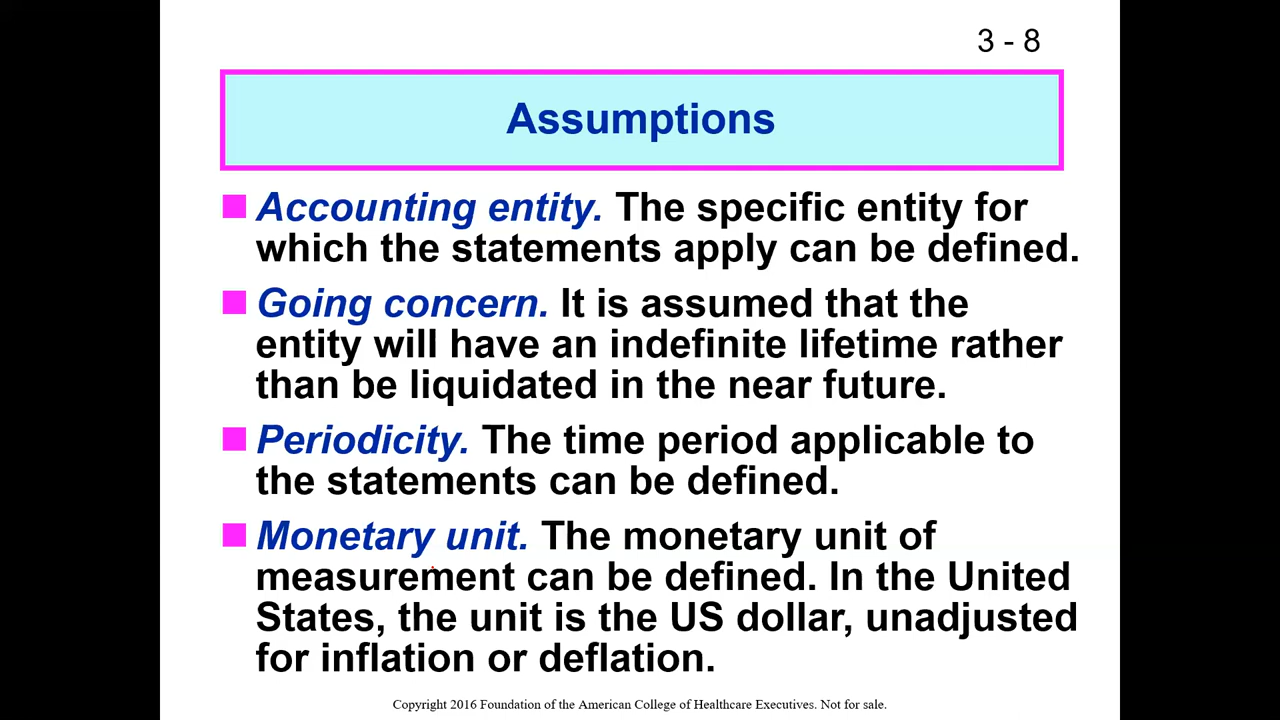 3 - 8
Assumptions
Accounting entity. The specific entity for
which the statements apply can be defined.
Going concern. It is assumed that the
entity will have an indefinite lifetime rather
than be liquidated in the near future.
Periodicity. The time period applicable to
the statements can be defined.
Monetary unit. The monetary unit of
measurement can be defined. In the United
States, the unit is the US dollar, unadjusted
for inflation or deflation.
Copyright 2016 Foundation of the American College of Healthcare Executives. Not for sale.